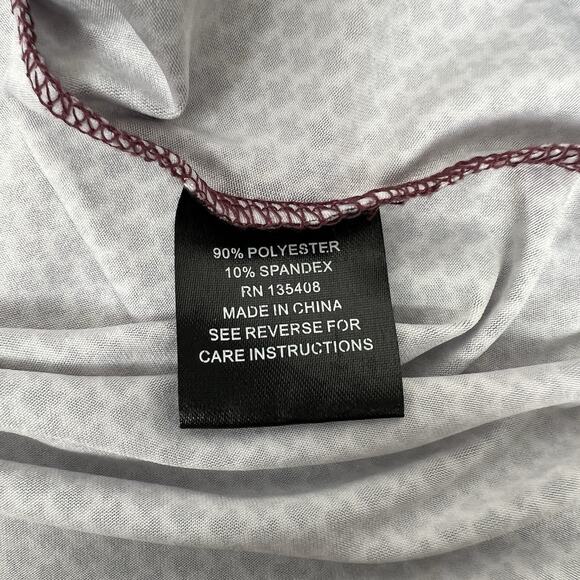 90% POLYESTER
10% SPANDEX
RN 135408
MADE IN CHINA
SEE REVERSE FOR
CARE INSTRUCTIONS